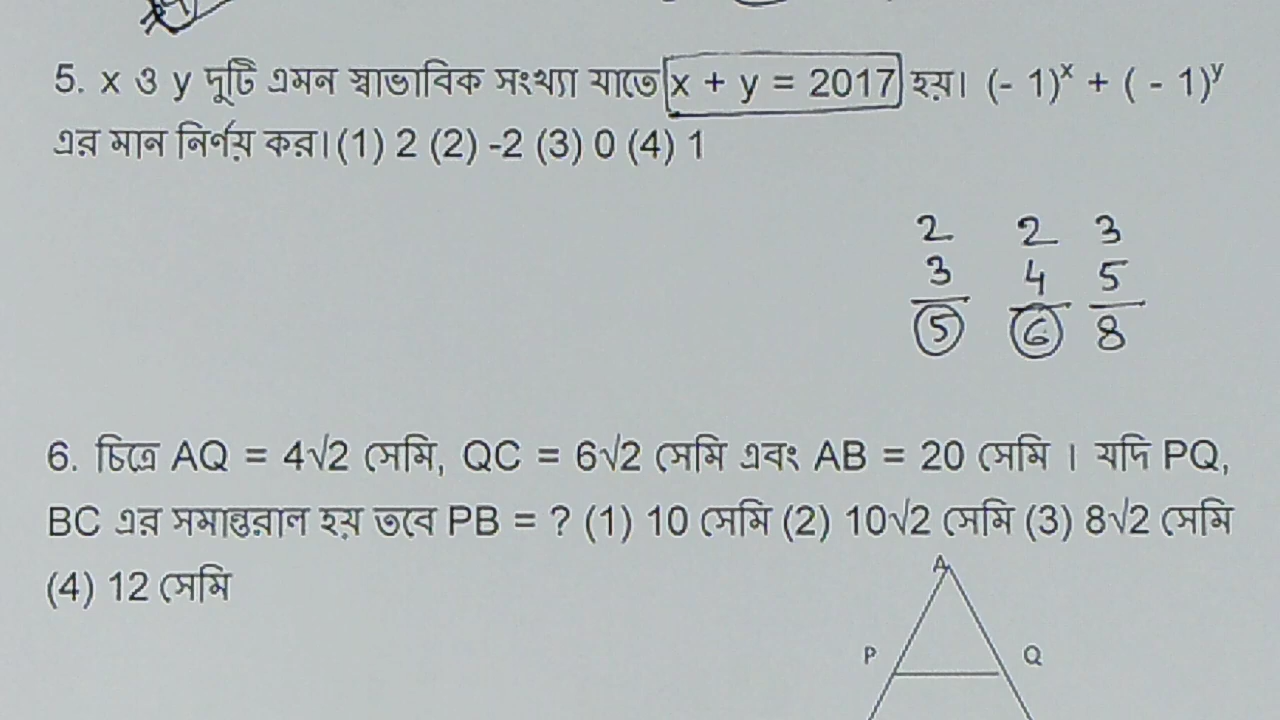 5. x ও y দুটি এমন স্বাভাবিক সংখ্যা যাতে x + y = 2017 হয়। (- 1)ˣ + ( - 1)ʸ
এর মান নির্ণয় কর। (1) 2 (2) -2 (3) 0 (4) 1
2 2 3
3 4 5
5 6 8
6. চিত্রে AQ = 4√2 সেমি, QC = 6√2 সেমি এবং AB = 20 সেমি । যদি PQ,
BC এর সমান্তরাল হয় তবে PB = ? (1) 10 সেমি (2) 10√2 সেমি (3) 8√2 সেমি
(4) 12 সেমি
A
P Q